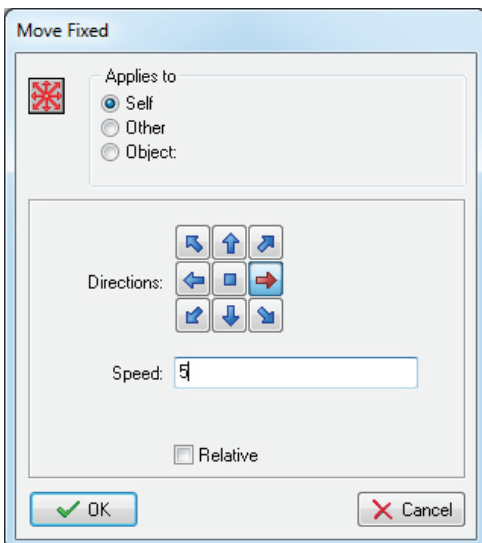 Move Fixed
Applies to
Self
Other
Object:
Directions:
Speed: 5
Relative
OK Cancel